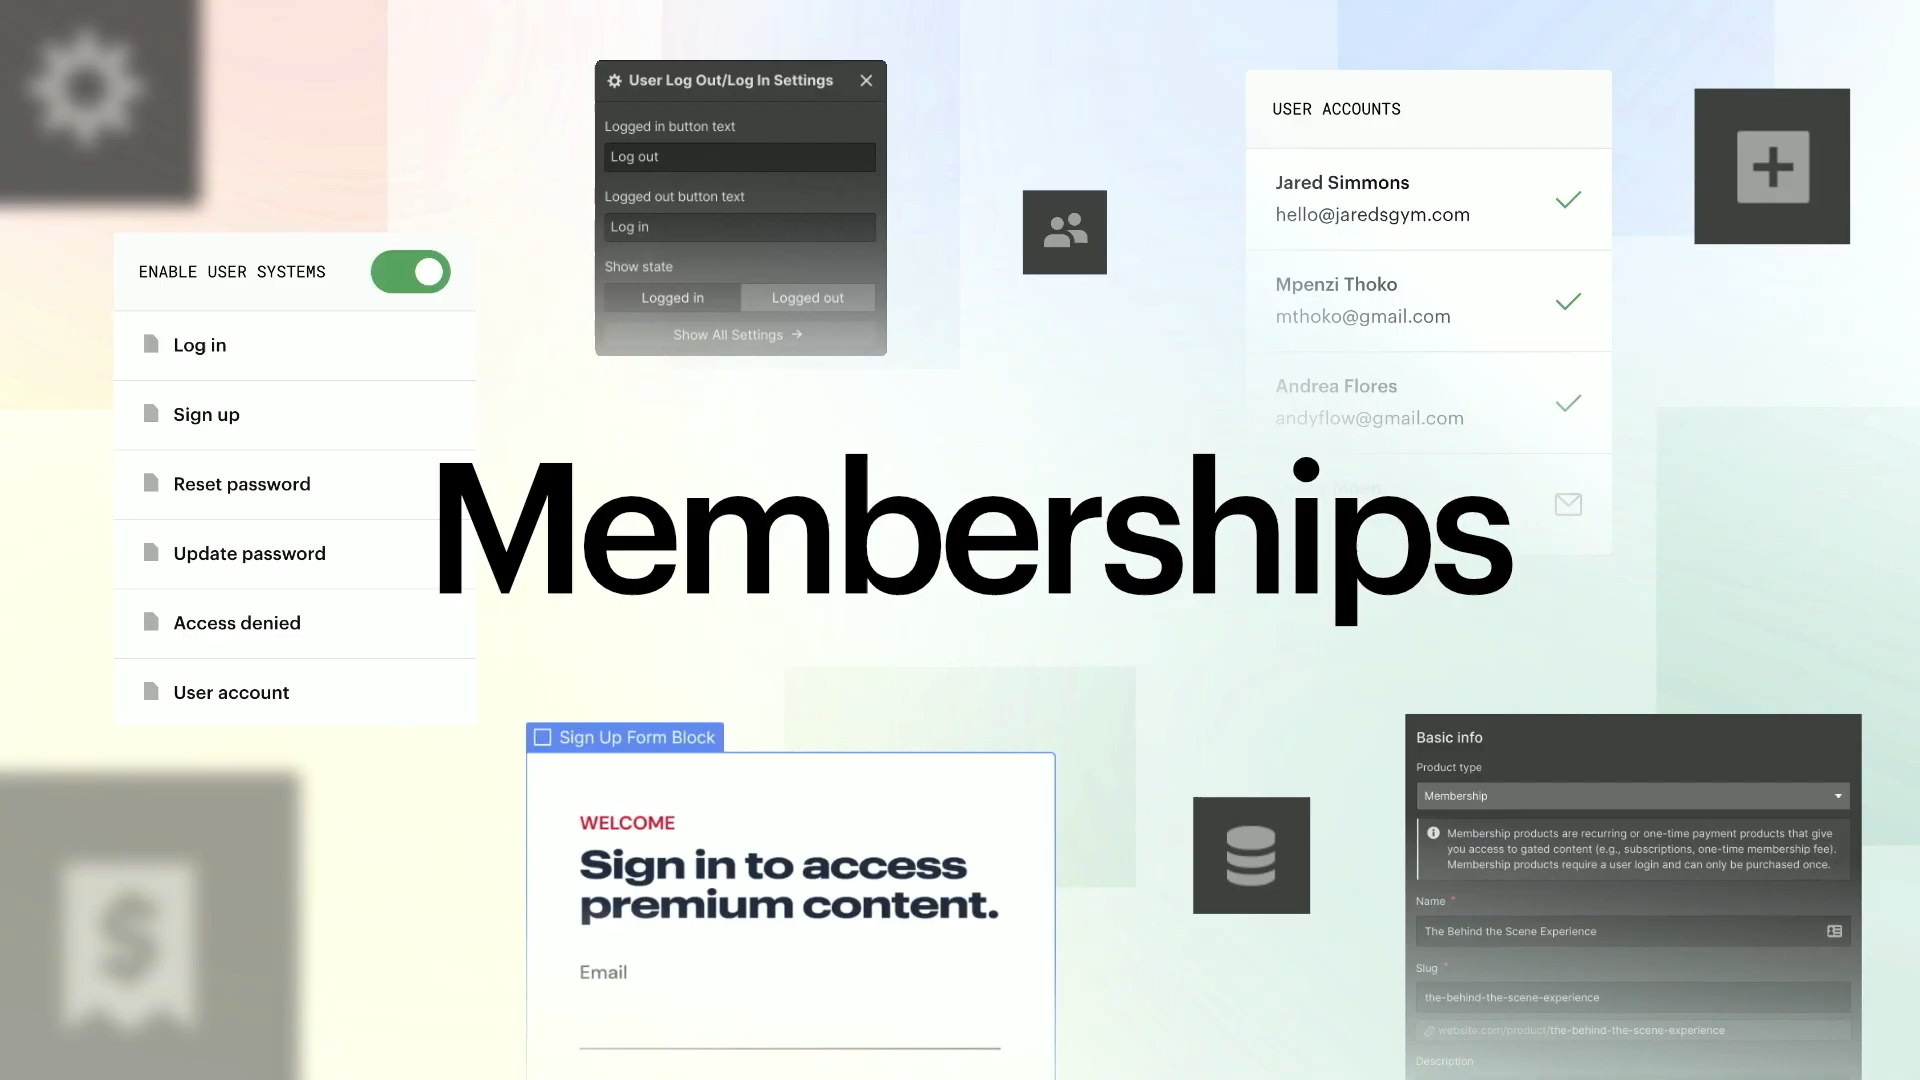 User Log Out/Log In Settings
Logged in button text
Log out
Logged out button text
Log in
Show state
Logged in
Logged out
Show All Settings →
USER ACCOUNTS
Jared Simmons
hello@jaredsgym.com
Mpenzi Thoko
mthoko@gmail.com
Andrea Flores
andyflow@gmail.com
ENABLE USER SYSTEMS
Log in
Sign up
Reset password
Update password
Access denied
User account
Memberships
Sign Up Form Block
WELCOME
Sign in to access
premium content.
Email
Basic info
Product type
Membership
Membership products are recurring or one-time payment products that give
you access to gated content (e.g., subscriptions, one-time membership fee).
Membership products require a user login and can only be purchased once.
Name *
The Behind the Scene Experience
Slug *
the-behind-the-scene-experience
website.com/product/the-behind-the-scene-experience
Description